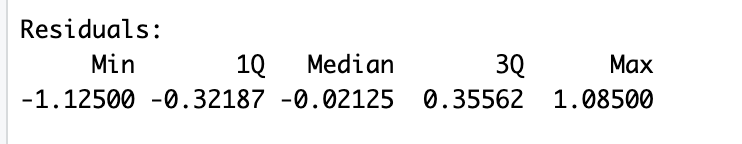 Residuals:
     Min       1Q   Median       3Q      Max
-1.12500 -0.32187 -0.02125  0.35562  1.08500